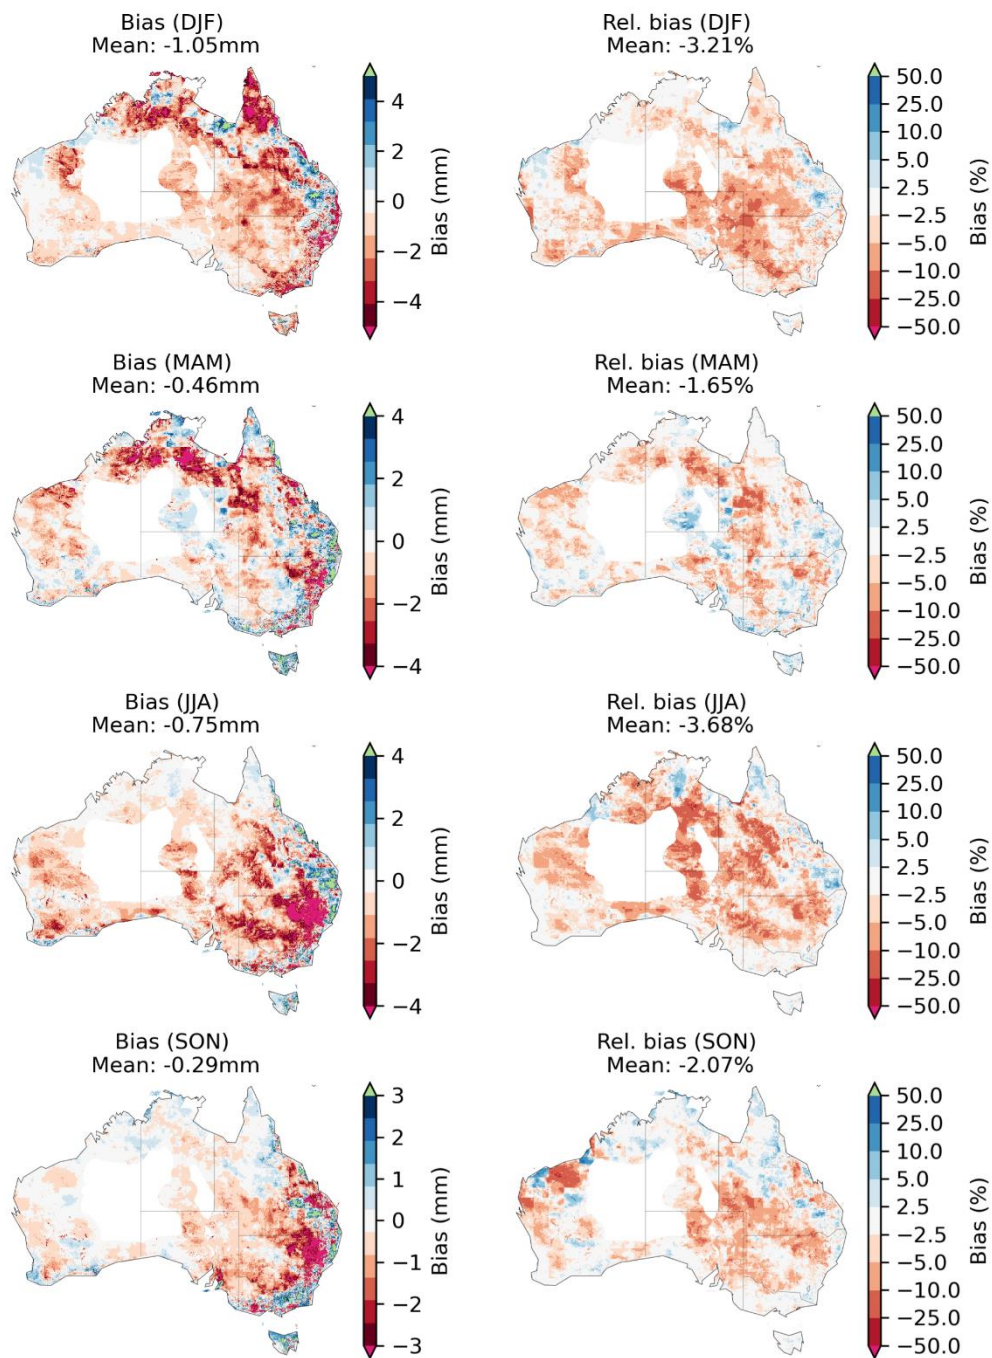 Bias (DJF)
Mean: -1.05mm
4
2
0
−2
−4
Bias (mm)
Rel. bias (DJF)
Mean: -3.21%
50.0
25.0
10.0
5.0
2.5
−2.5
−5.0
−10.0
−25.0
−50.0
Bias (%)
Bias (MAM)
Mean: -0.46mm
4
2
0
−2
−4
Bias (mm)
Rel. bias (MAM)
Mean: -1.65%
50.0
25.0
10.0
5.0
2.5
−2.5
−5.0
−10.0
−25.0
−50.0
Bias (%)
Bias (JJA)
Mean: -0.75mm
4
2
0
−2
−4
Bias (mm)
Rel. bias (JJA)
Mean: -3.68%
50.0
25.0
10.0
5.0
2.5
−2.5
−5.0
−10.0
−25.0
−50.0
Bias (%)
Bias (SON)
Mean: -0.29mm
3
2
1
0
−1
−2
−3
Bias (mm)
Rel. bias (SON)
Mean: -2.07%
50.0
25.0
10.0
5.0
2.5
−2.5
−5.0
−10.0
−25.0
−50.0
Bias (%)